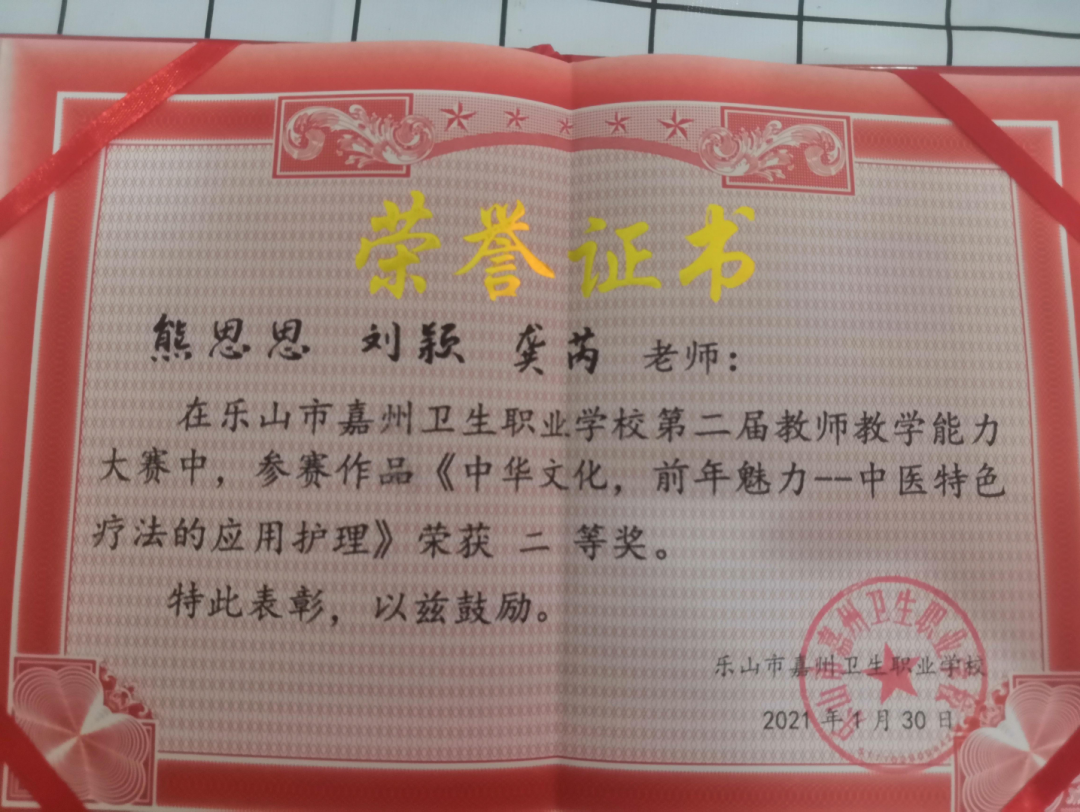 荣誉证书
熊思思 刘颖 龚芮 老师：
在乐山市嘉州卫生职业学校第二届教师教学能力
大赛中，参赛作品《中华文化，前年魅力--中医特色
疗法的应用护理》荣获 二 等奖。
特此表彰，以兹鼓励。
乐山市嘉州卫生职业学校
2021 年 1 月 30 日